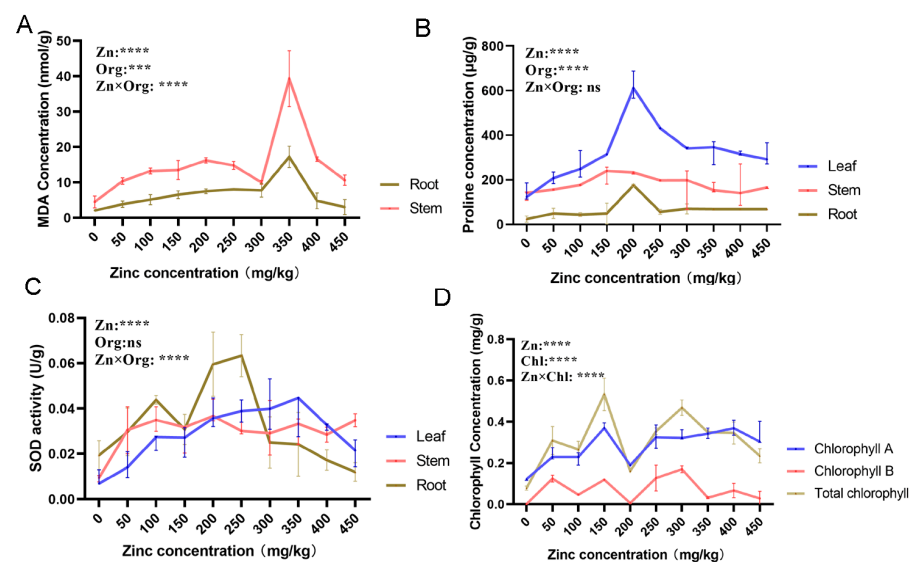 A
MDA Concentration (nmol/g)
50
40
30
20
10
0
Zn:****
Org:***
Zn×Org: ****
0 50 100 150 200 250 300 350 400 450
Zinc concentration（mg/kg）
Root
Stem
B
Proline concentration (μg/g)
800
600
400
200
0
Zn:****
Org:****
Zn×Org: ns
0 50 100 150 200 250 300 350 400 450
Zinc concentration（mg/kg）
Leaf
Stem
Root
C
SOD activity (U/g)
0.08
0.06
0.04
0.02
0.00
Zn:****
Org:ns
Zn×Org: ****
0 50 100 150 200 250 300 350 400 450
Zinc concentration（mg/kg）
Leaf
Stem
Root
D
Chlorophyll Concentration (mg/g)
0.8
0.6
0.4
0.2
0.0
Zn:****
Chl:****
Zn×Chl: ****
0 50 100 150 200 250 300 350 400 450
Zinc concentration（mg/kg）
Chlorophyll A
Chlorophyll B
Total chlorophyll